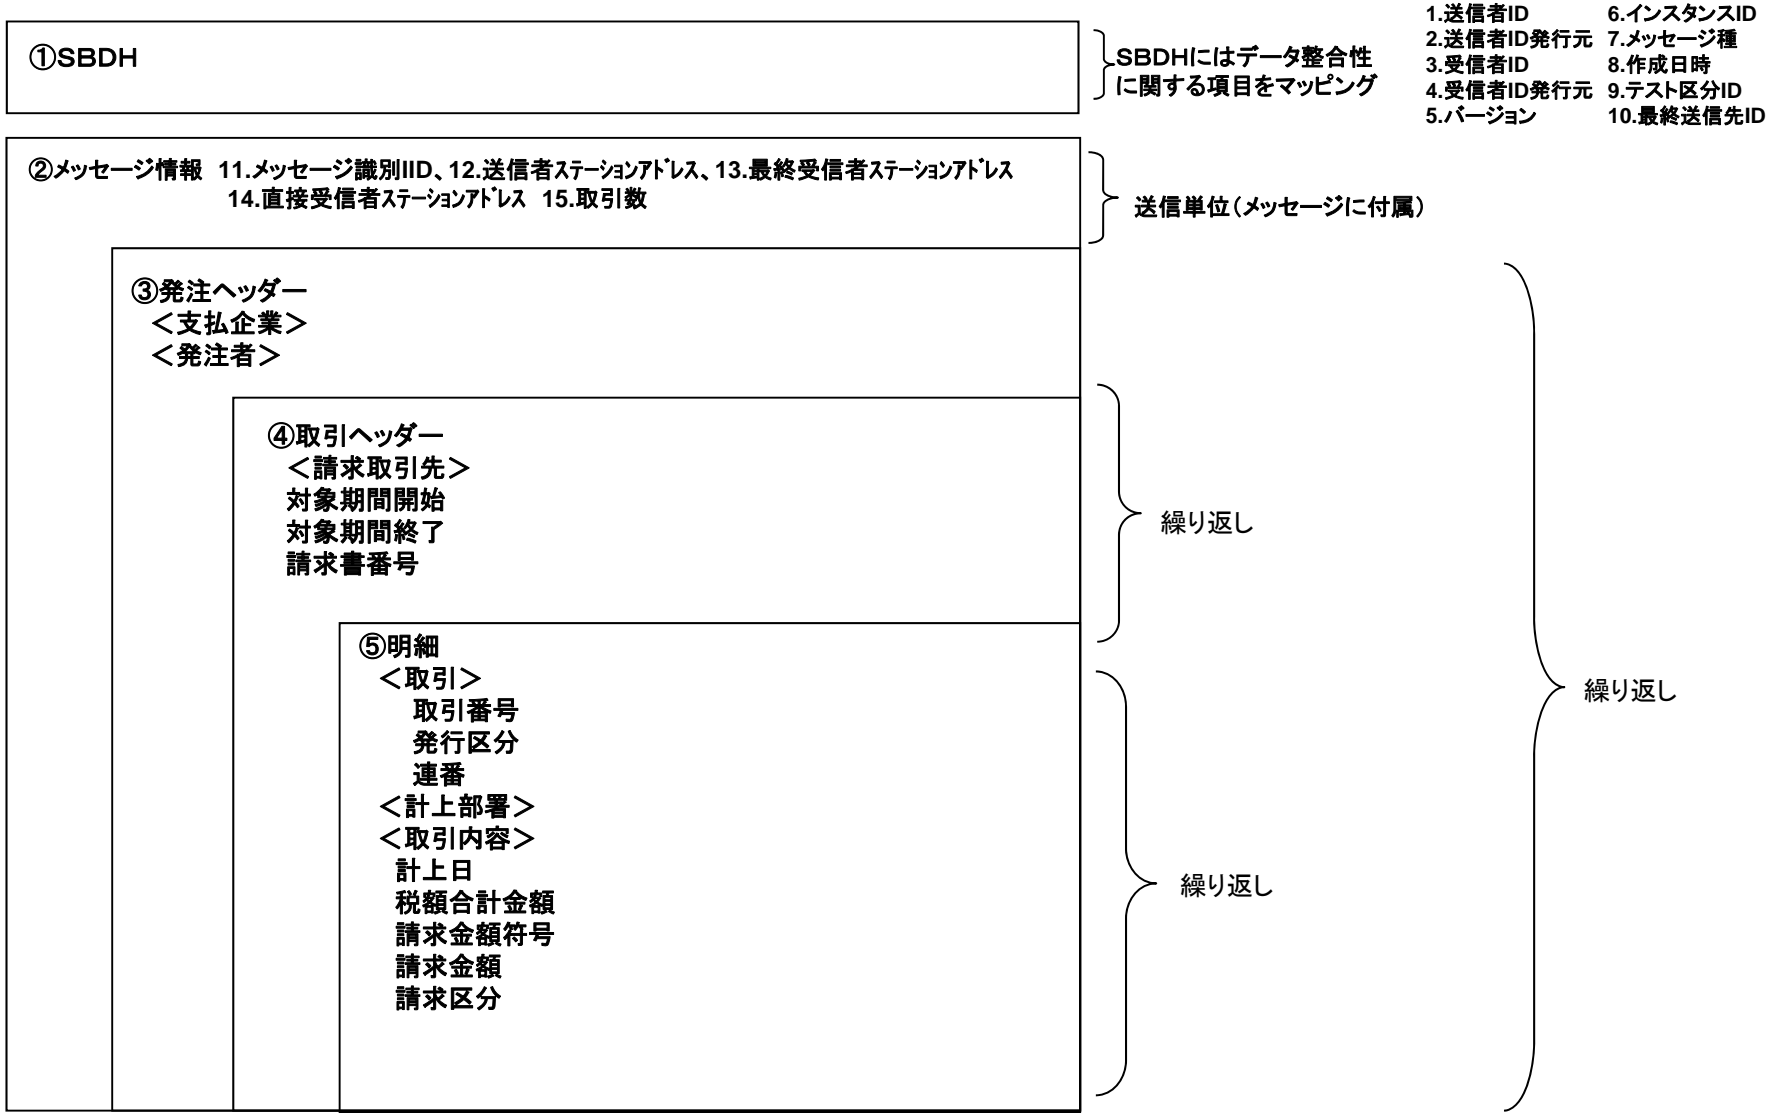 ①SBDH
SBDHにはデータ整合性
に関する項目をマッピング
1.送信者ID 6.インスタンスID
2.送信者ID発行元 7.メッセージ種
3.受信者ID 8.作成日時
4.受信者ID発行元 9.テスト区分ID
5.バージョン 10.最終送信先ID
②メッセージ情報 11.メッセージ識別IID、12.送信者ｽﾃｰｼｮﾝｱﾄﾞﾚｽ、13.最終受信者ｽﾃｰｼｮﾝｱﾄﾞﾚｽ
14.直接受信者ｽﾃｰｼｮﾝｱﾄﾞﾚｽ 15.取引数
送信単位（メッセージに付属）
③発注ヘッダー
＜支払企業＞
＜発注者＞
④取引ヘッダー
＜請求取引先＞
対象期間開始
対象期間終了
請求書番号
繰り返し
⑤明細
＜取引＞
取引番号
発行区分
連番
＜計上部署＞
＜取引内容＞
計上日
税額合計金額
請求金額符号
請求金額
請求区分
繰り返し
繰り返し